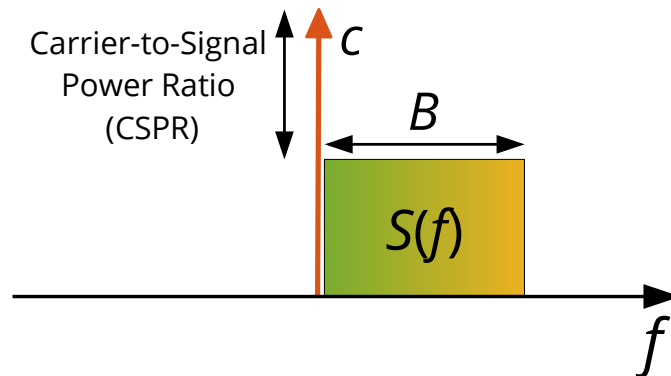 Carrier-to-Signal
Power Ratio
(CSPR)
c
B
S(f)
f